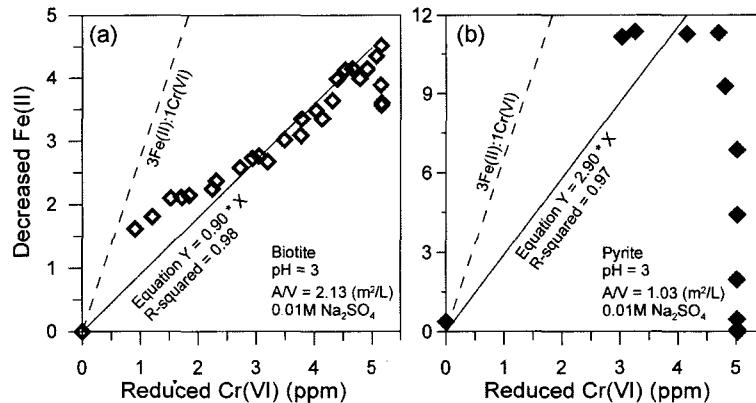 (a)
5
4
3
2
1
0
Decreased Fe(II)
3Fe(II):1Cr(VI)
Equation Y = 0.90 * X
R-squared = 0.98
Biotite
pH = 3
A/V = 2.13 (m²/L)
0.01M Na₂SO₄
0 1 2 3 4 5
Reduced Cr(VI) (ppm)
(b)
12
9
6
3
0
3Fe(II):1Cr(VI)
Equation Y = 2.90 * X
R-squared = 0.97
Pyrite
pH = 3
A/V = 1.03 (m²/L)
0.01M Na₂SO₄
0 1 2 3 4 5
Reduced Cr(VI) (ppm)